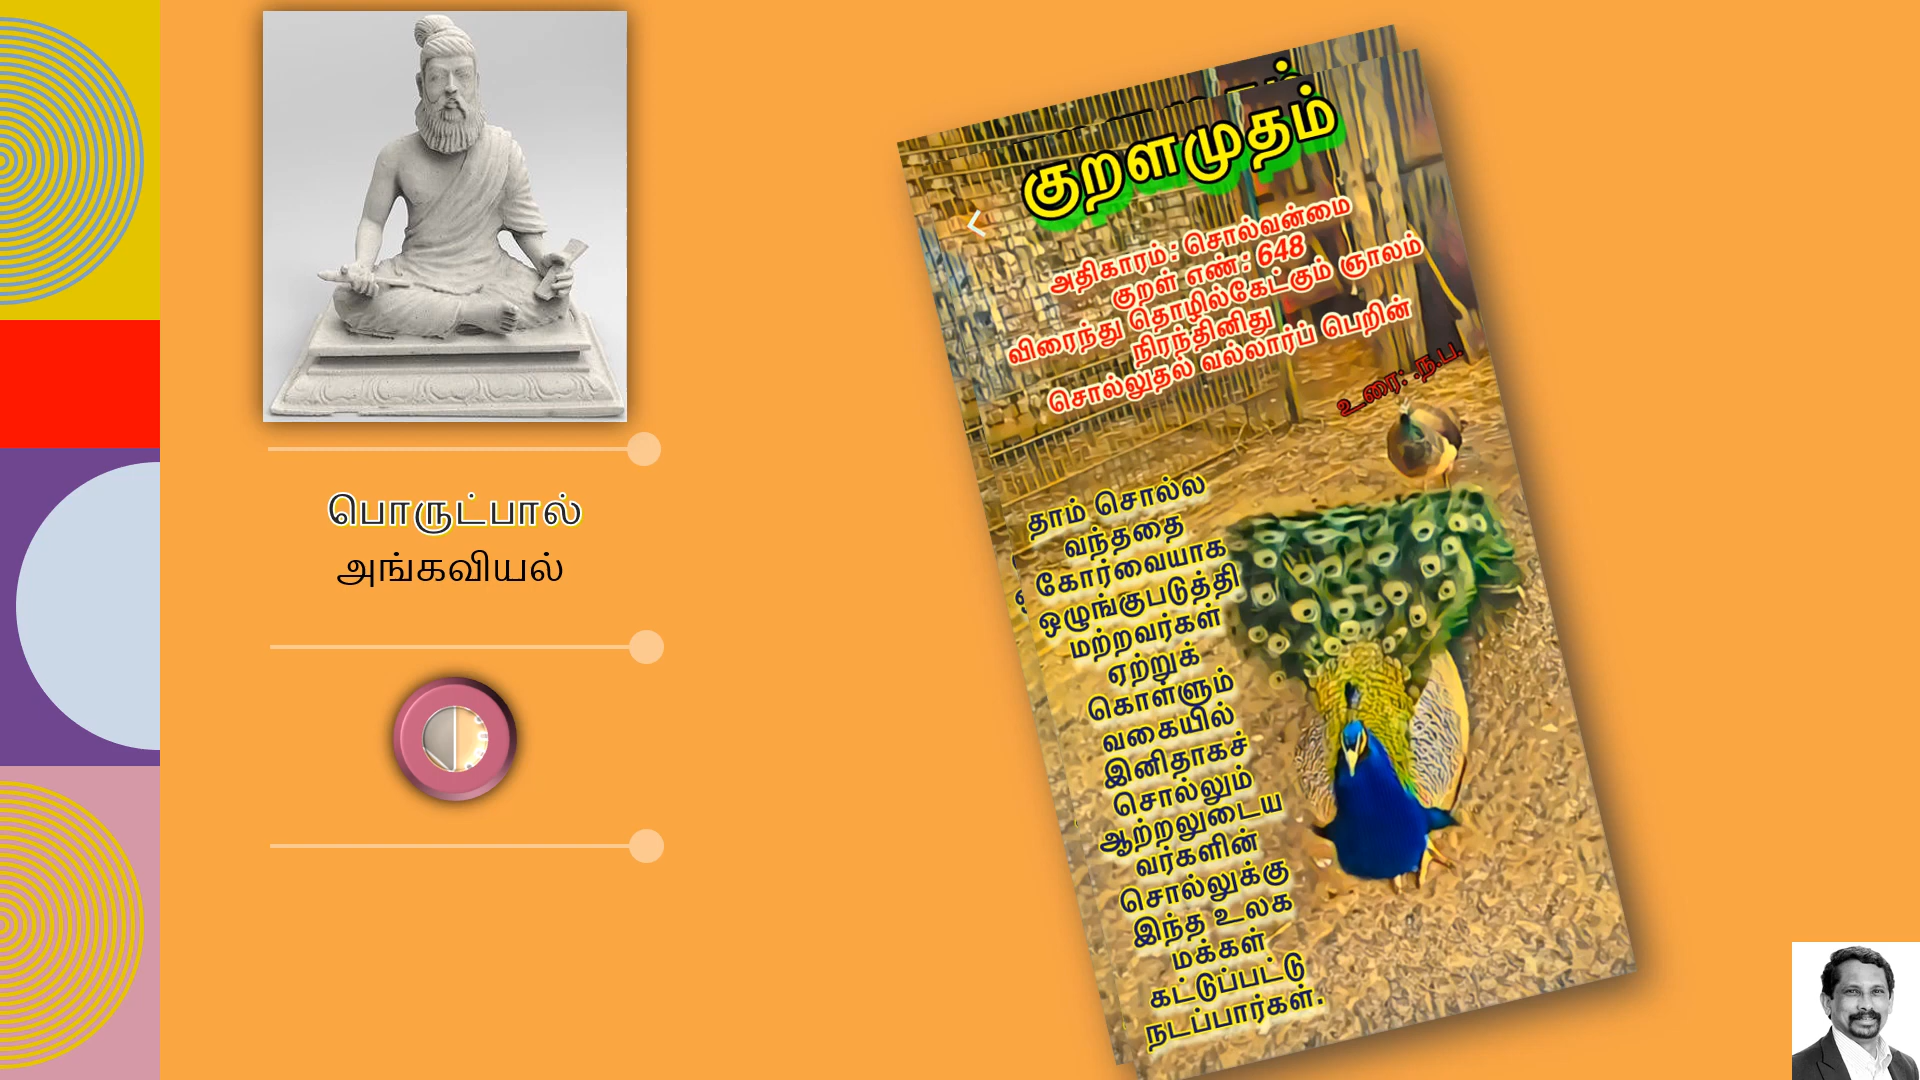 பொருட்பால்
அங்கவியல்
குறளமுதம்
அதிகாரம் : சொல்வன்மை
குறள் எண் : 648
விரைந்து தொழில்கேட்கும் ஞாலம்
நிரந்தினிது
சொல்லுதல் வல்லார்ப் பெறின்
உரை: .ந.ப.
தாம் சொல்ல
வந்ததை
கோர்வையாக
ஒழுங்குபடுத்தி
மற்றவர்கள்
ஏற்றுக்
கொள்ளும்
வகையில்
இனிதாகச்
சொல்லும்
ஆற்றலுடைய
வர்களின்
சொல்லுக்கு
இந்த உலக
மக்கள்
கட்டுப்பட்டு
நடப்பார்கள்.